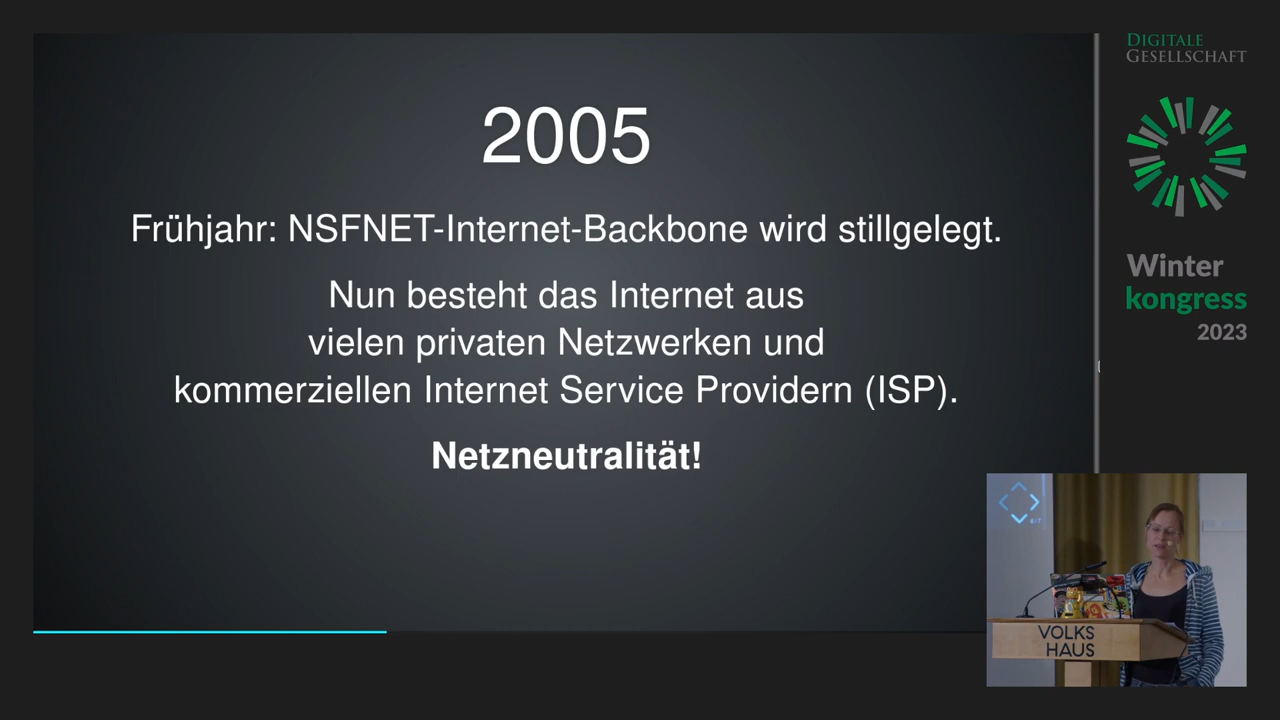 2005
Frühjahr: NSFNET-Internet-Backbone wird stillgelegt.
Nun besteht das Internet aus
vielen privaten Netzwerken und
kommerziellen Internet Service Providern (ISP).
Netzneutralität!
DIGITALE
GESELLSCHAFT
Winter
kongress
2023
VOLKS
HAUS